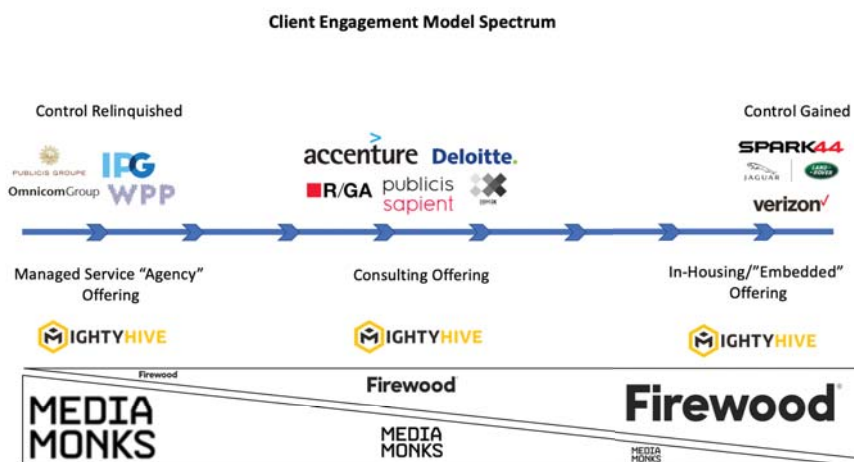 Client Engagement Model Spectrum
Control Relinquished
Control Gained
PUBLICIS GROUPE
IPG
OmnicomGroup
WPP
accenture
Deloitte.
R/GA
publicis
sapient
SPARK44
JAGUAR
LAND-
ROVER
verizon
Managed Service “Agency”
Offering
Consulting Offering
In-Housing/”Embedded”
Offering
MIGHTYHIVE
MIGHTYHIVE
MIGHTYHIVE
Firewood
Firewood
Firewood
MEDIA
MONKS
MEDIA
MONKS
MEDIA
MONKS